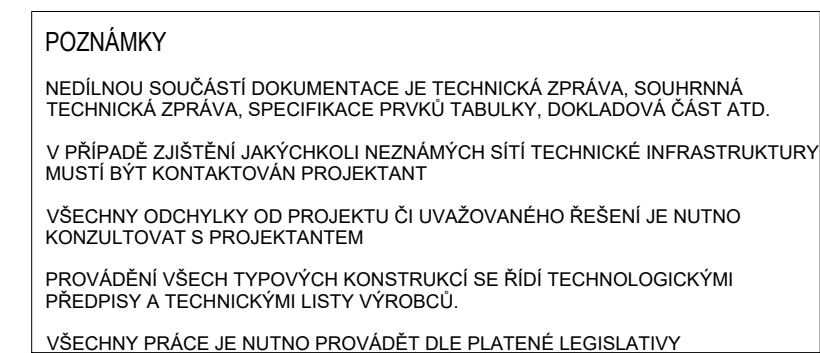 POZNÁMKY
NEDÍLNOU SOUČÁSTÍ DOKUMENTACE JE TECHNICKÁ ZPRÁVA, SOUHRNNÁ
TECHNICKÁ ZPRÁVA, SPECIFIKACE PRVKŮ TABULKY, DOKLADOVÁ ČÁST ATD.
V PŘÍPADĚ ZJIŠTĚNÍ JAKÝCHKOLI NEZNÁMÝCH SÍTÍ TECHNICKÉ INFRASTRUKTURY
MUSTÍ BÝT KONTAKTOVÁN PROJEKTANT
VŠECHNY ODCHYLKY OD PROJEKTU ČI UVAŽOVANÉHO ŘEŠENÍ JE NUTNO
KONZULTOVAT S PROJEKTANTEM
PROVÁDĚNÍ VŠECH TYPOVÝCH KONSTRUKCÍ SE ŘÍDÍ TECHNOLOGICKÝMI
PŘEDPISY A TECHNICKÝMI LISTY VÝROBCŮ.
VŠECHNY PRÁCE JE NUTNO PROVÁDĚT DLE PLATENÉ LEGISLATIVY